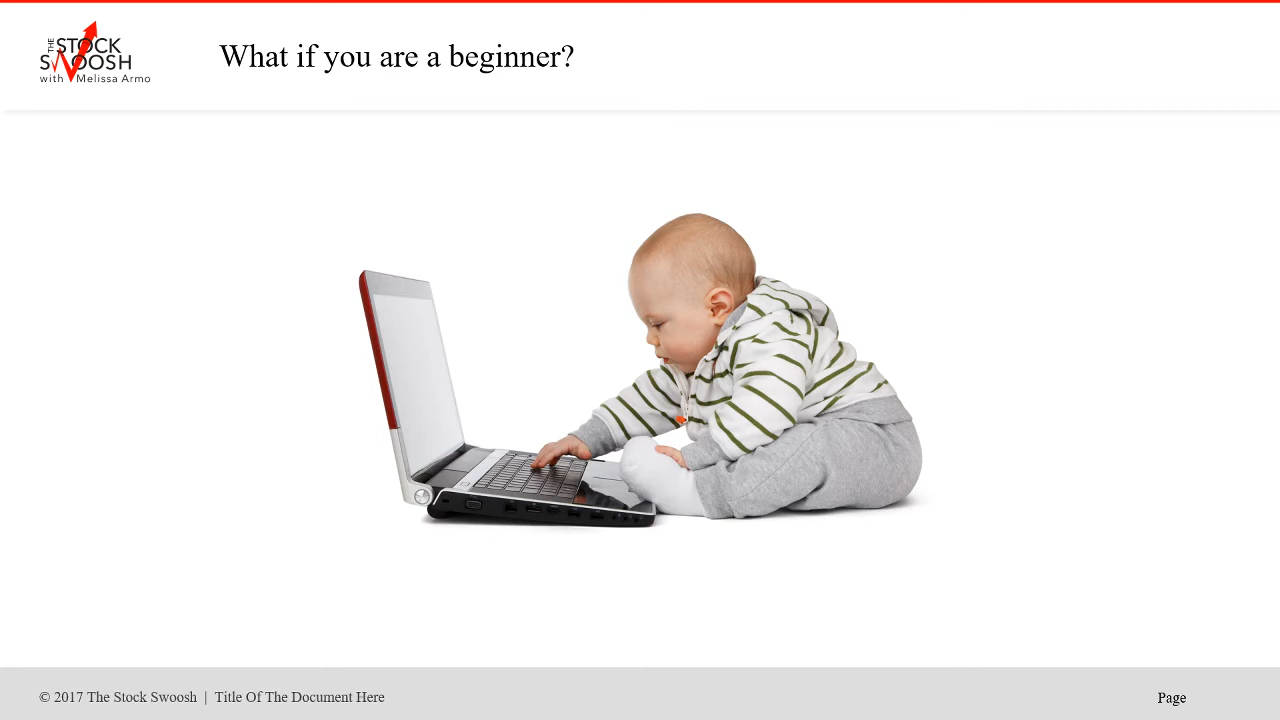 THE STOCK
SWOOSH
with Melissa Armo
What if you are a beginner?
© 2017 The Stock Swoosh | Title Of The Document Here
Page